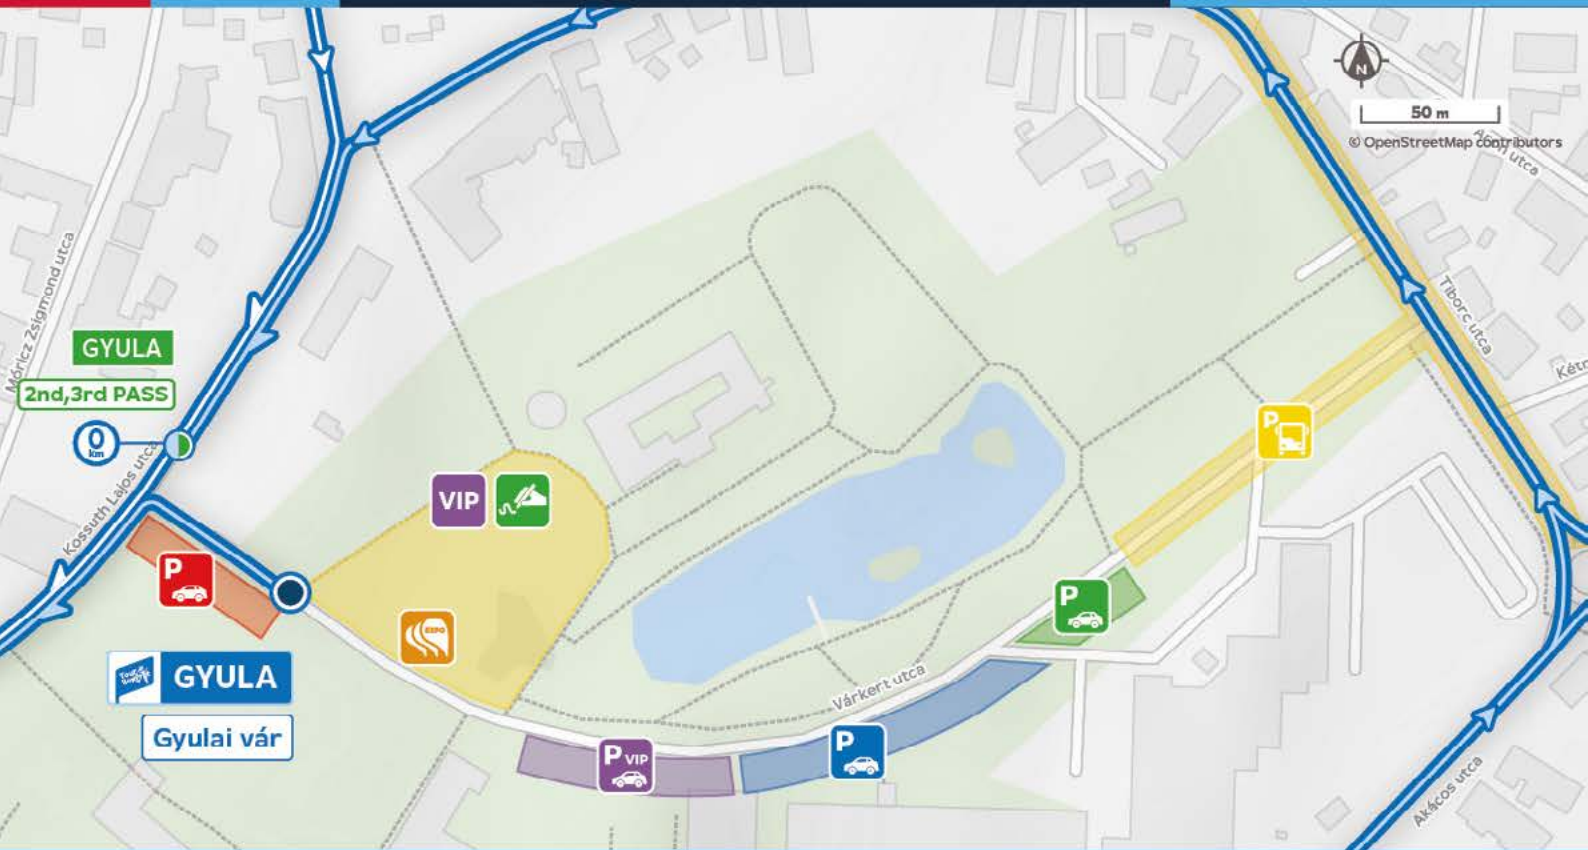 N
50 m
© OpenStreetMap contributors
utca
Móricz Zsigmond utca
Tiborc utca
GYULA
2nd,3rd PASS
0
km
Kossuth Lajos utca
VIP
P
P
EXPO
P
GYULA
Gyulai vár
Várkert utca
P VIP
P
Akácos utca